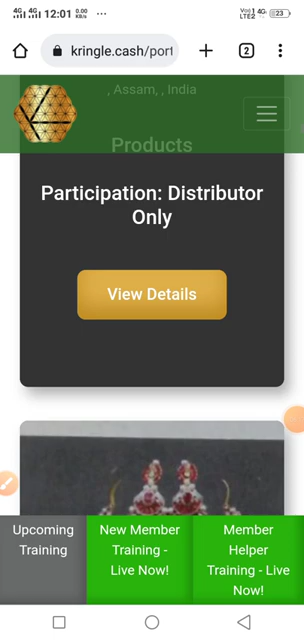 4G 4G 12:01 0.00 KB/s ... Vo)) 1 LTE2 4G 23
kringle.cash/port
2
, Assam, , India
Products
Participation: Distributor
Only
View Details
Upcoming
Training
New Member
Training -
Live Now!
Member
Helper
Training - Live
Now!